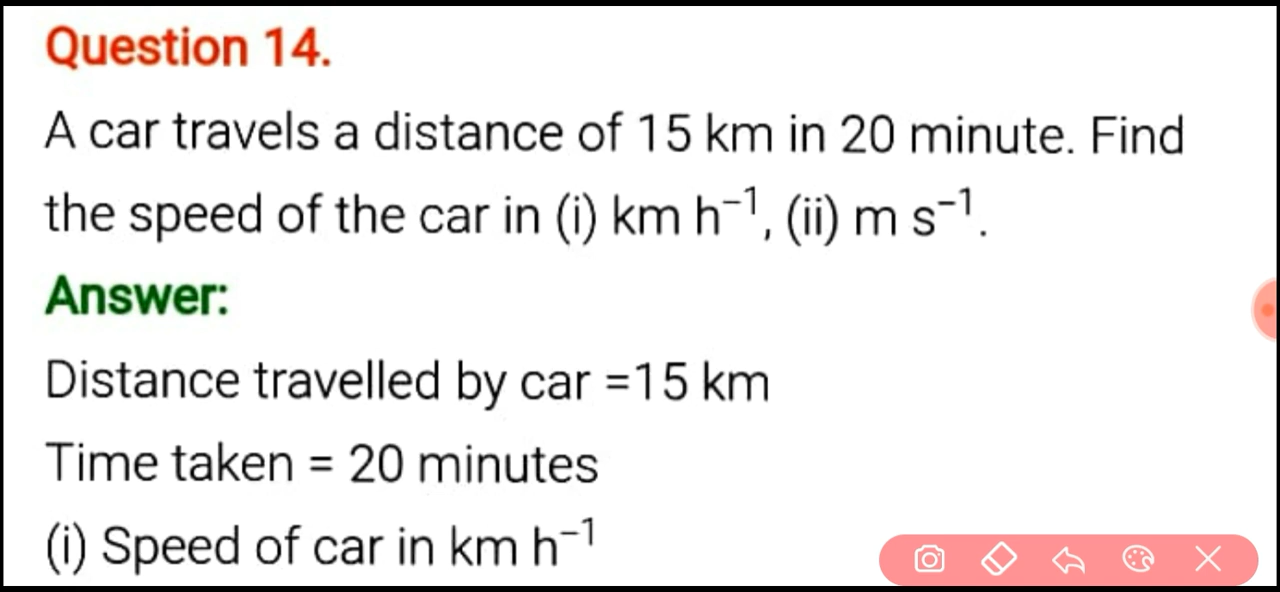 Question 14.
A car travels a distance of 15 km in 20 minute. Find
the speed of the car in (i) km h⁻¹, (ii) m s⁻¹.
Answer:
Distance travelled by car =15 km
Time taken = 20 minutes
(i) Speed of car in km h⁻¹